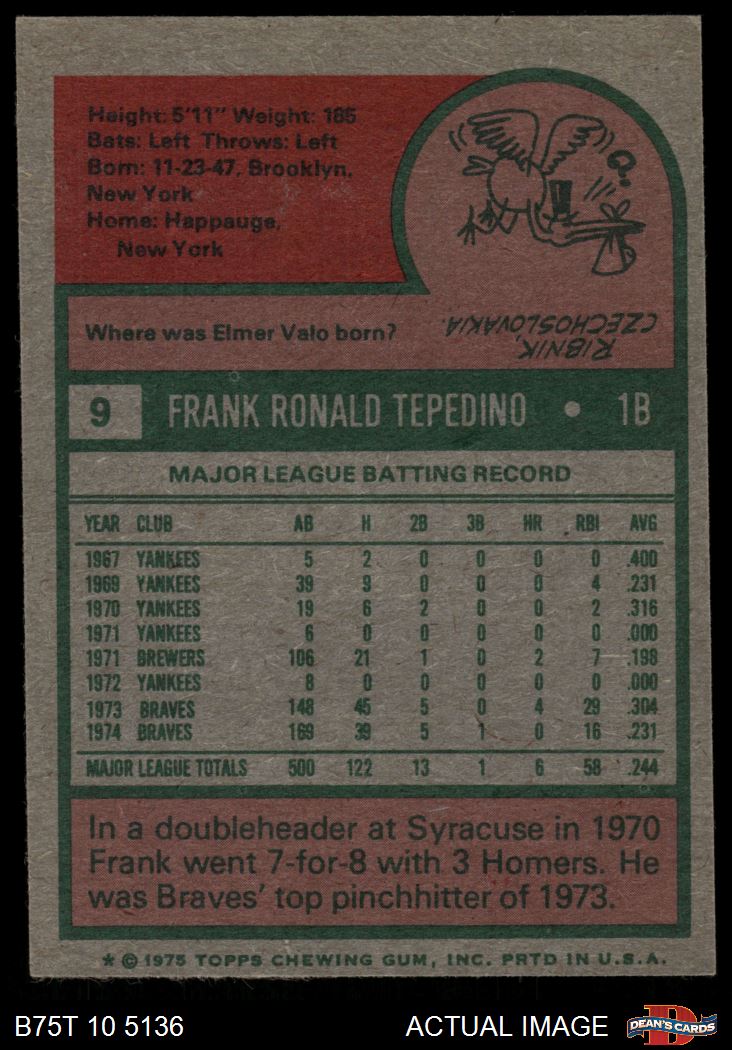 Height: 5'11" Weight: 185
Bats: Left Throws: Left
Born: 11-23-47, Brooklyn,
New York
Home: Happauge,
New York
Q.
Where was Elmer Valo born?
RIBNIK,
CZECHOSLOVAKIA.
9 FRANK RONALD TEPEDINO • 1B
MAJOR LEAGUE BATTING RECORD
YEAR CLUB AB H 2B 3B HR RBI AVG
1967 YANKEES 5 2 0 0 0 0 .400
1969 YANKEES 39 9 0 0 0 4 .231
1970 YANKEES 19 6 2 0 0 2 .316
1971 YANKEES 6 0 0 0 0 0 .000
1971 BREWERS 106 21 1 0 2 7 .198
1972 YANKEES 8 0 0 0 0 0 .000
1973 BRAVES 148 45 5 0 4 29 .304
1974 BRAVES 169 39 5 1 0 16 .231
MAJOR LEAGUE TOTALS 500 122 13 1 6 58 .244
In a doubleheader at Syracuse in 1970
Frank went 7-for-8 with 3 Homers. He
was Braves' top pinchhitter of 1973.
* © 1975 TOPPS CHEWING GUM, INC. PRTD IN U.S.A.
B75T 10 5136 ACTUAL IMAGE DEAN'S CARDS